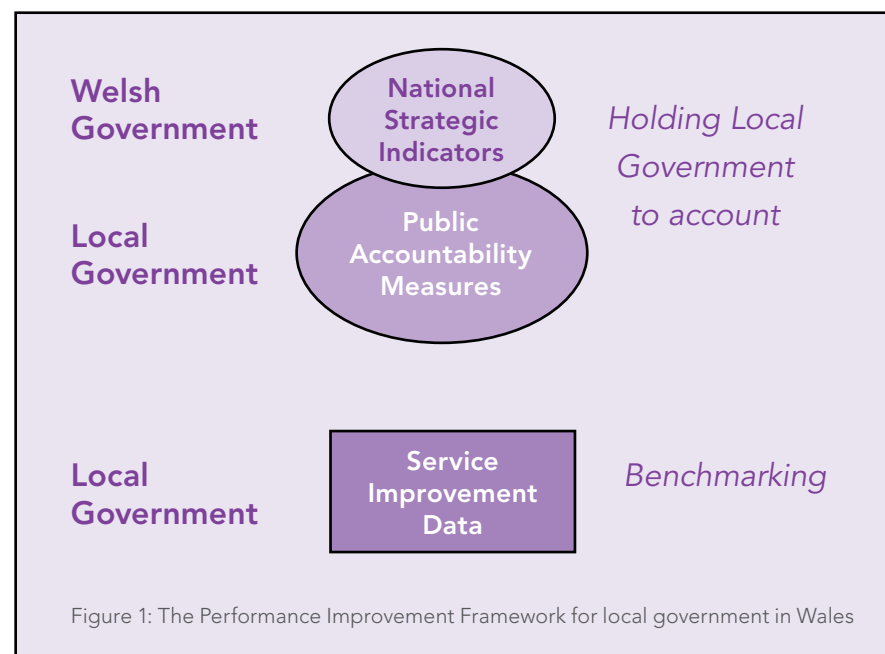 Welsh
Government
National
Strategic
Indicators
Holding Local
Government
to account
Local
Government
Public
Accountability
Measures
Local
Government
Service
Improvement
Data
Benchmarking
Figure 1: The Performance Improvement Framework for local government in Wales